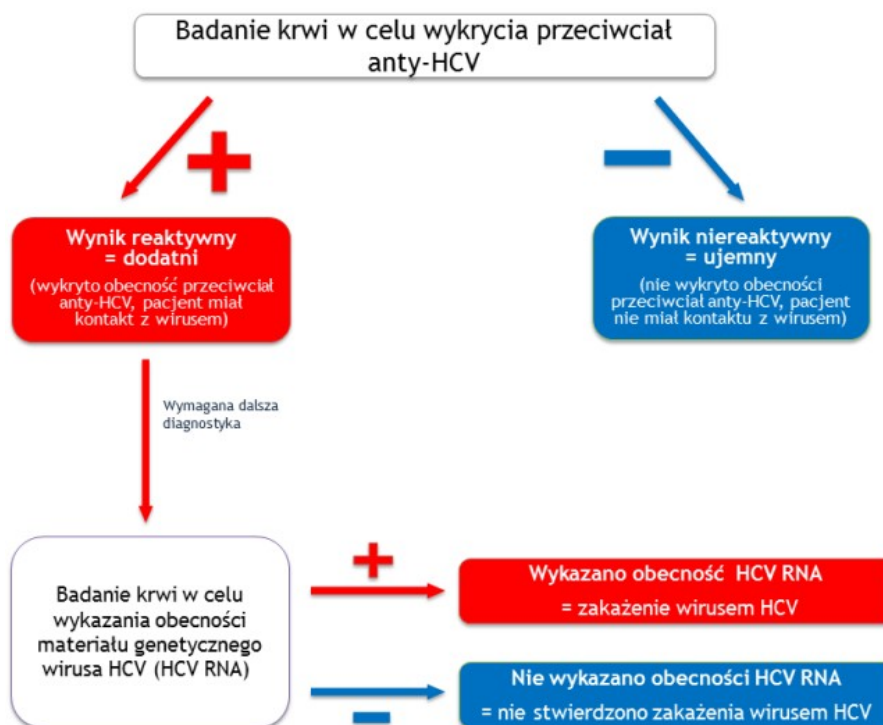 Badanie krwi w celu wykrycia przeciwciał
anty-HCV
Wynik reaktywny
= dodatni
(wykryto obecność przeciwciał
anty-HCV, pacjent miał
kontakt z wirusem)
Wynik niereaktywny
= ujemny
(nie wykryto obecności
przeciwciał anty-HCV, pacjent
nie miał kontaktu z wirusem)
Wymagana dalsza
diagnostyka
Badanie krwi w celu
wykazania obecności
materiału genetycznego
wirusa HCV (HCV RNA)
Wykazano obecność HCV RNA
= zakażenie wirusem HCV
Nie wykazano obecności HCV RNA
= nie stwierdzono zakażenia wirusem HCV